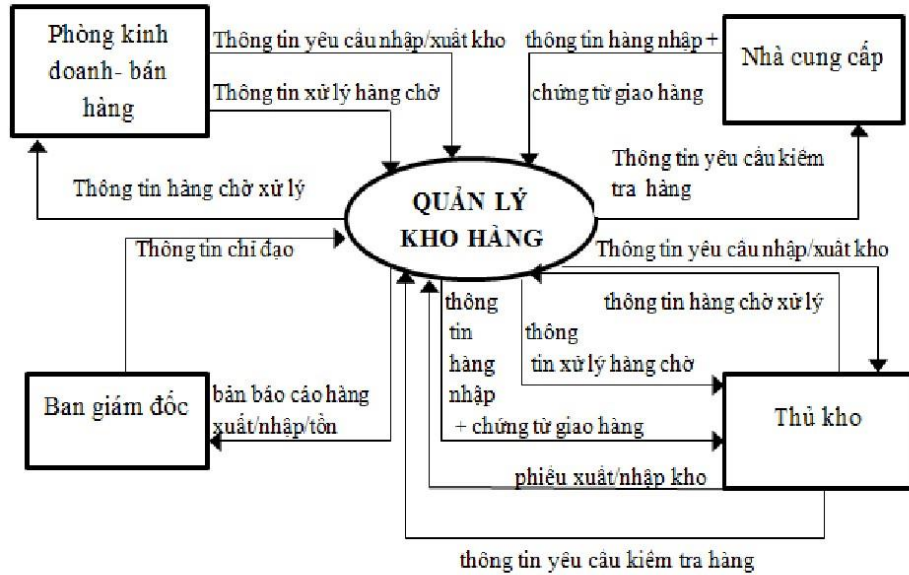 Phòng kinh
doanh- bán
hàng
Thông tin yêu cầu nhập/xuất kho
Thông tin xử lý hàng chờ
thông tin hàng nhập +
chứng từ giao hàng
Nhà cung cấp
Thông tin hàng chờ xử lý
Thông tin yêu cầu kiểm
tra hàng
QUẢN LÝ
KHO HÀNG
Thông tin chỉ đạo
Thông tin yêu cầu nhập/xuất kho
thông tin hàng chờ xử lý
thông
tin
hàng
nhập
+ chứng từ giao hàng
thông
tin xử lý hàng chờ
Ban giám đốc
bản báo cáo hàng
xuất/nhập/tồn
Thủ kho
phiếu xuất/nhập kho
thông tin yêu cầu kiểm tra hàng